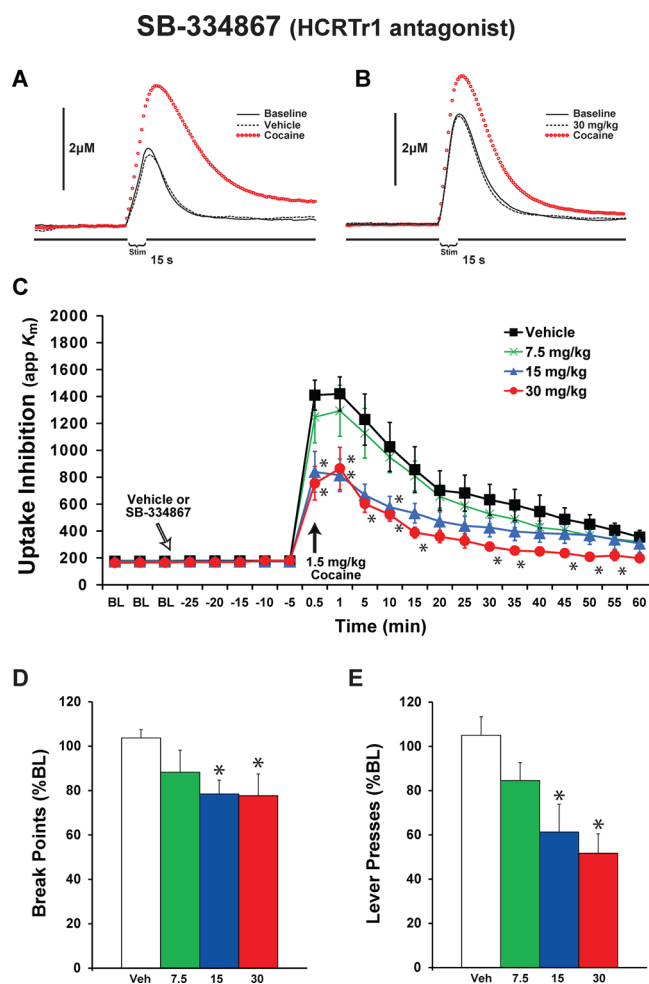 SB-334867 (HCRTr1 antagonist)
A
2µM
Baseline
Vehicle
Cocaine
Stim
15 s
B
2µM
Baseline
30 mg/kg
Cocaine
Stim
15 s
C
Uptake Inhibition (app Km)
2000
1800
1600
1400
1200
1000
800
600
400
200
0
Vehicle
7.5 mg/kg
15 mg/kg
30 mg/kg
Vehicle or
SB-334867
1.5 mg/kg
Cocaine
* * * * * * * * * * * *
BL BL BL -25 -20 -15 -10 -5 0.5 1 5 10 15 20 25 30 35 40 45 50 55 60
Time (min)
D
Break Points (%BL)
120
100
80
60
40
20
0
* *
Veh 7.5 15 30
E
Lever Presses (%BL)
120
100
80
60
40
20
0
* *
Veh 7.5 15 30